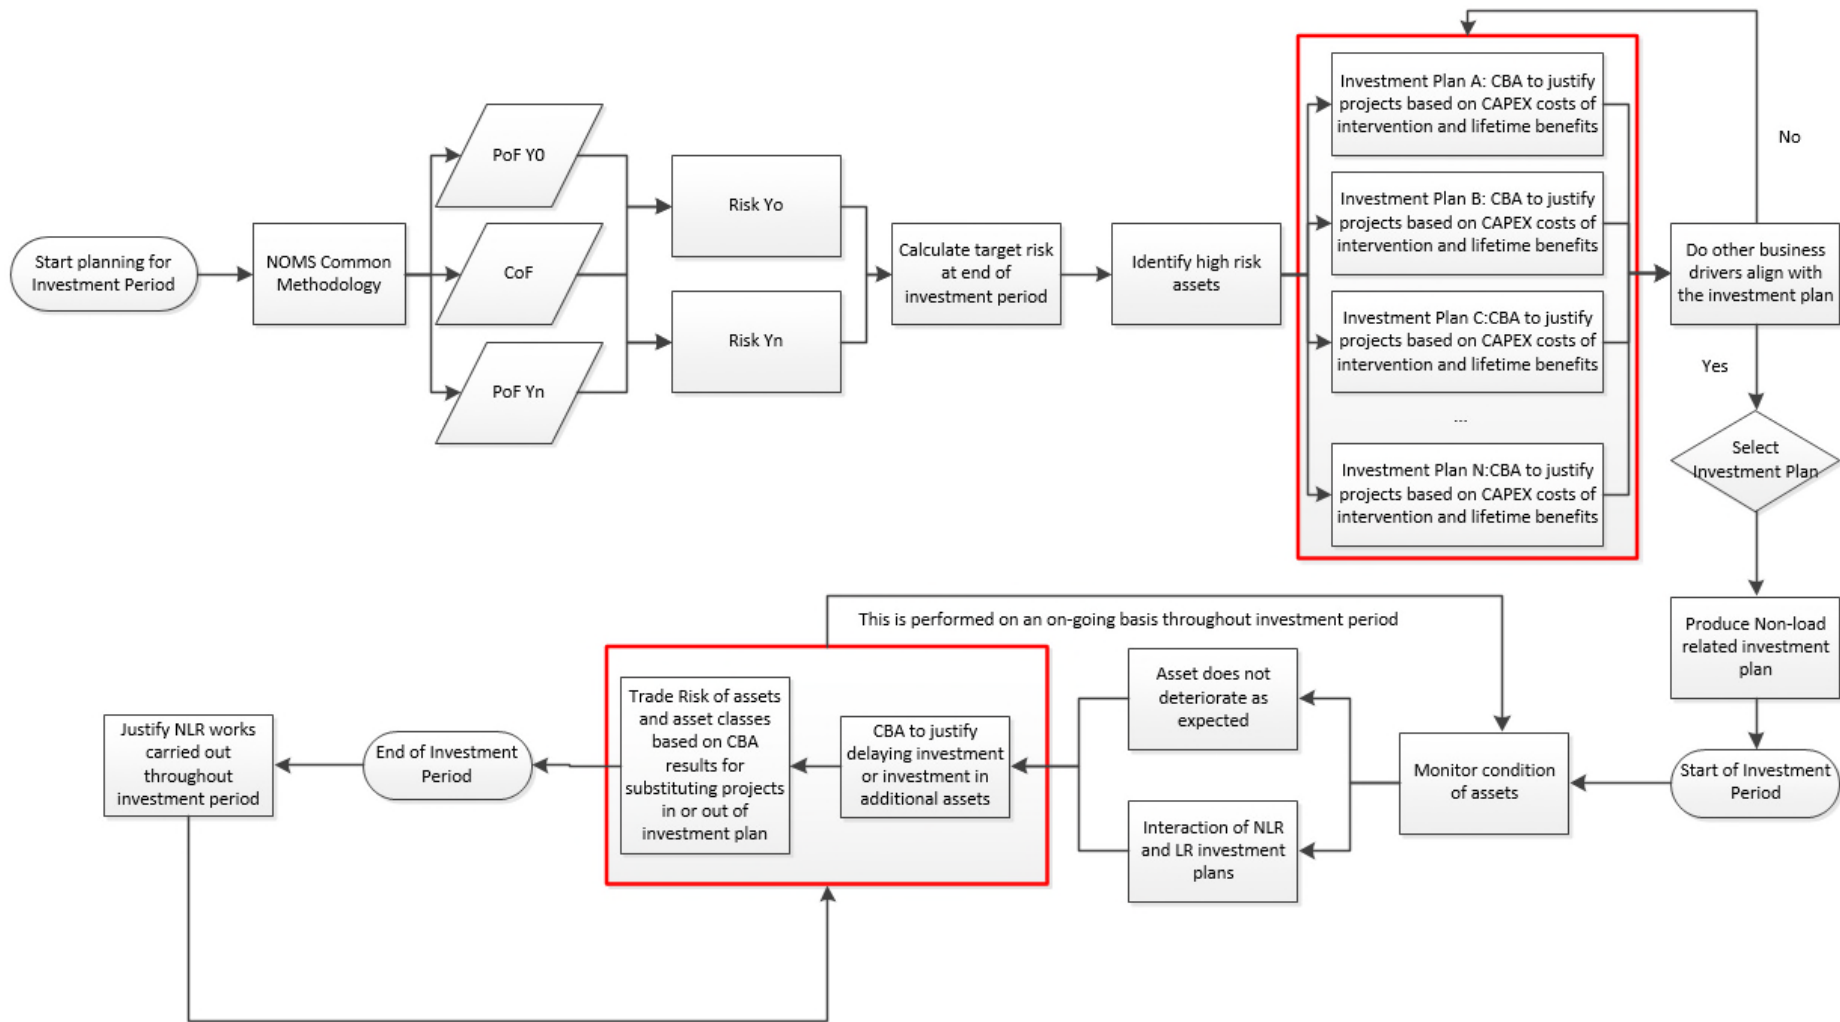 Start planning for
Investment Period
NOMS Common
Methodology
PoF Y0
CoF
PoF Yn
Risk Yo
Risk Yn
Calculate target risk
at end of
investment period
Identify high risk
assets
Investment Plan A: CBA to justify
projects based on CAPEX costs of
intervention and lifetime benefits
Investment Plan B: CBA to justify
projects based on CAPEX costs of
intervention and lifetime benefits
Investment Plan C:CBA to justify
projects based on CAPEX costs of
intervention and lifetime benefits
...
Investment Plan N:CBA to justify
projects based on CAPEX costs of
intervention and lifetime benefits
No
Do other business
drivers align with
the investment plan
Yes
Select
Investment Plan
Produce Non-load
related investment
plan
Start of Investment
Period
Monitor condition
of assets
This is performed on an on-going basis throughout investment period
Asset does not
deteriorate as
expected
Interaction of NLR
and LR investment
plans
CBA to justify
delaying investment
or investment in
additional assets
Trade Risk of assets
and asset classes
based on CBA
results for
substituting projects
in or out of
investment plan
End of Investment
Period
Justify NLR works
carried out
throughout
investment period